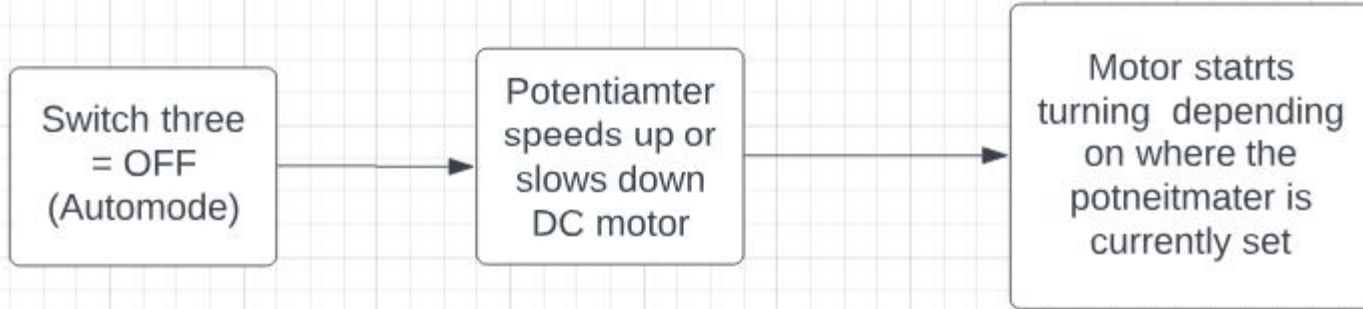 Switch three
= OFF
(Automode)
Potentiamter
speeds up or
slows down
DC motor
Motor statrts
turning  depending
on where the
potneitmater is
currently set